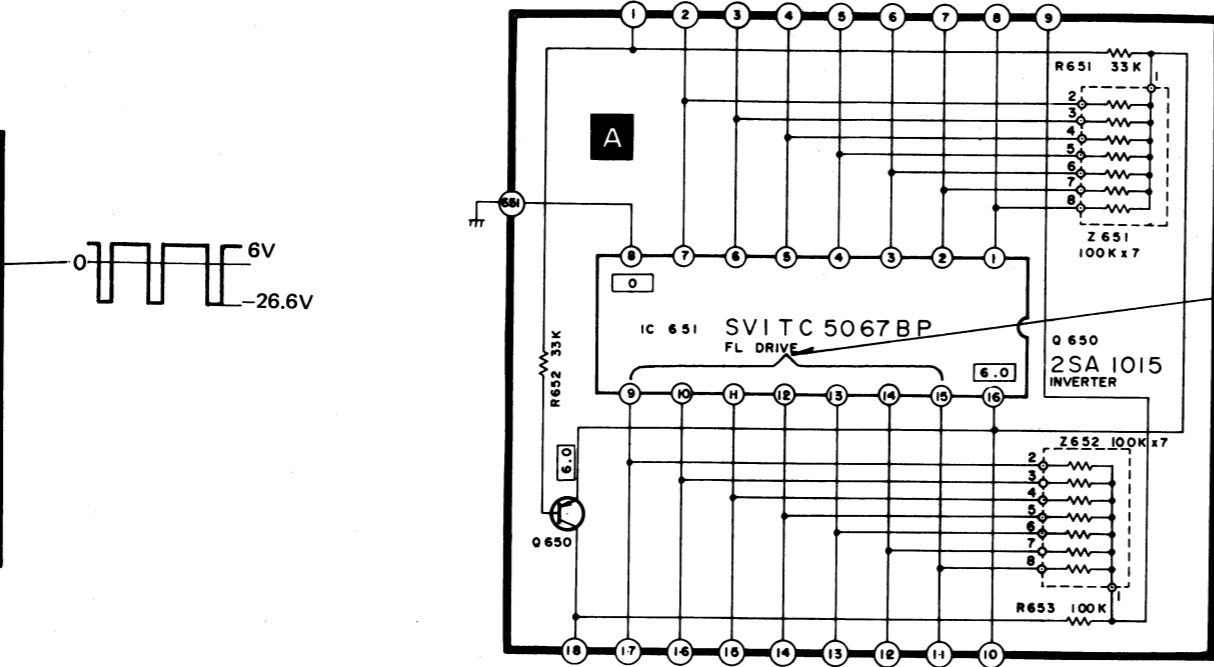 1 2 3 4 5 6 7 8 9
R651 33K
1
2
3
4
5
6
7
8
Z651
100K x 7
A
651
0
6V
-26.6V
8 7 6 5 4 3 2 1
0
IC 651 SVITC5067BP
FL DRIVE
6.0
Q650
2SA1015
INVERTER
R652 33K
9 10 11 12 13 14 15 16
Z652 100K x7
2
3
4
5
6
7
8
1
6.0
Q650
R653 100K
18 17 16 15 14 13 12 11 10